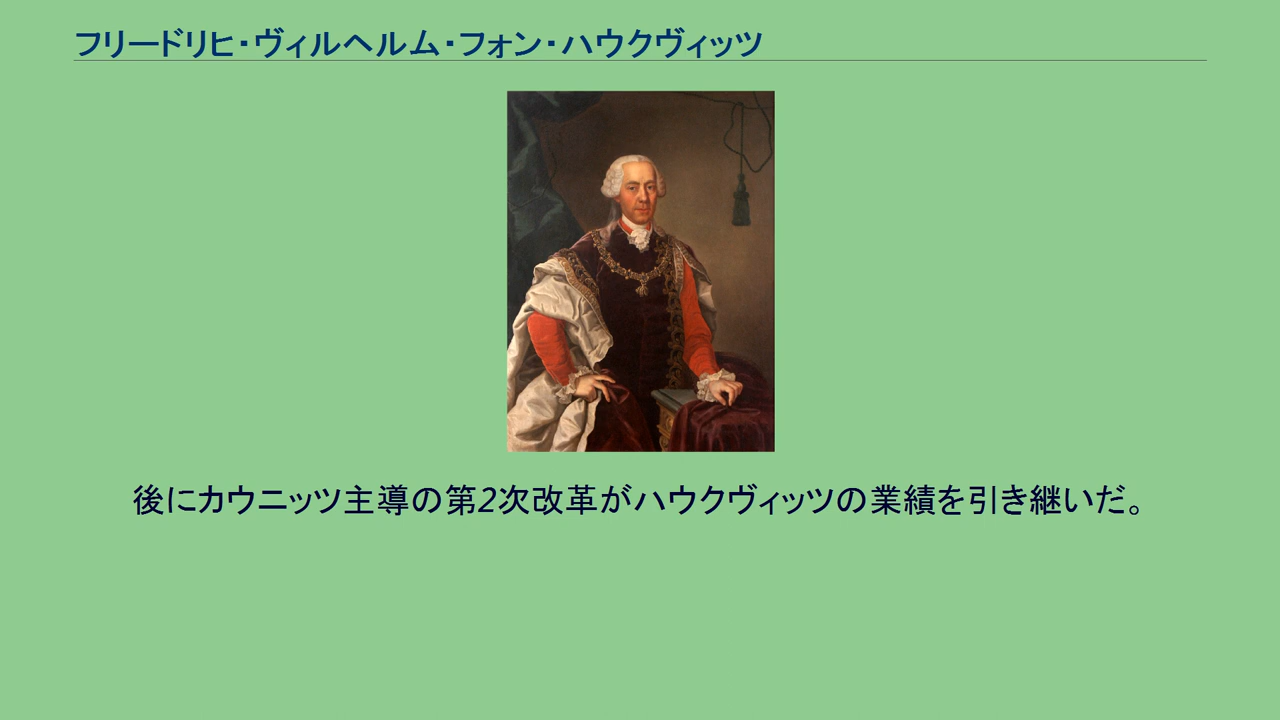 フリードリヒ・ヴィルヘルム・フォン・ハウクヴィッツ
後にカウニッツ主導の第2次改革がハウクヴィッツの業績を引き継いだ。